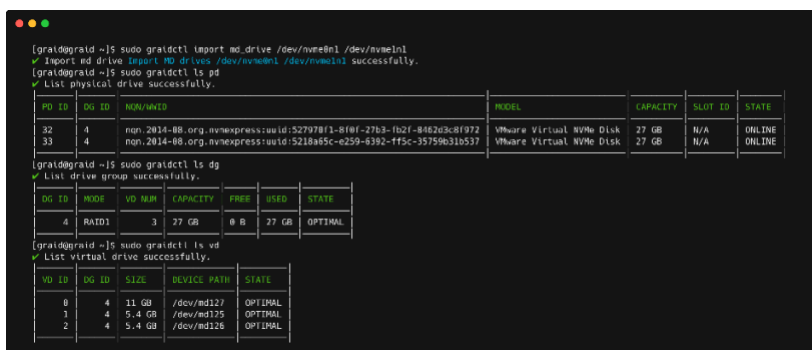 [graid@graid ~]$ sudo graidctl import md_drive /dev/nvme0n1 /dev/nvme1n1
✔ Import md drive Import MD drives /dev/nvme0n1 /dev/nvme1n1 successfully.
[graid@graid ~]$ sudo graidctl ls pd
✔ List physical drive successfully.
PD ID | DG ID | NQN/WWID | MODEL | CAPACITY | SLOT ID | STATE
32 | 4 | nqn.2014-08.org.nvmexpress:uuid:527978f1-8f0f-27b3-fb2f-8462d3c8f972 | VMware Virtual NVMe Disk | 27 GB | N/A | ONLINE
33 | 4 | nqn.2014-08.org.nvmexpress:uuid:5218a65c-e259-6392-ff5c-35759b31b537 | VMware Virtual NVMe Disk | 27 GB | N/A | ONLINE
[graid@graid ~]$ sudo graidctl ls dg
✔ List drive group successfully.
DG ID | MODE | VD NUM | CAPACITY | FREE | USED | STATE
4 | RAID1 | 3 | 27 GB | 0 B | 27 GB | OPTIMAL
[graid@graid ~]$ sudo graidctl ls vd
✔ List virtual drive successfully.
VD ID | DG ID | SIZE | DEVICE PATH | STATE
0 | 4 | 11 GB | /dev/md127 | OPTIMAL
1 | 4 | 5.4 GB | /dev/md125 | OPTIMAL
2 | 4 | 5.4 GB | /dev/md126 | OPTIMAL